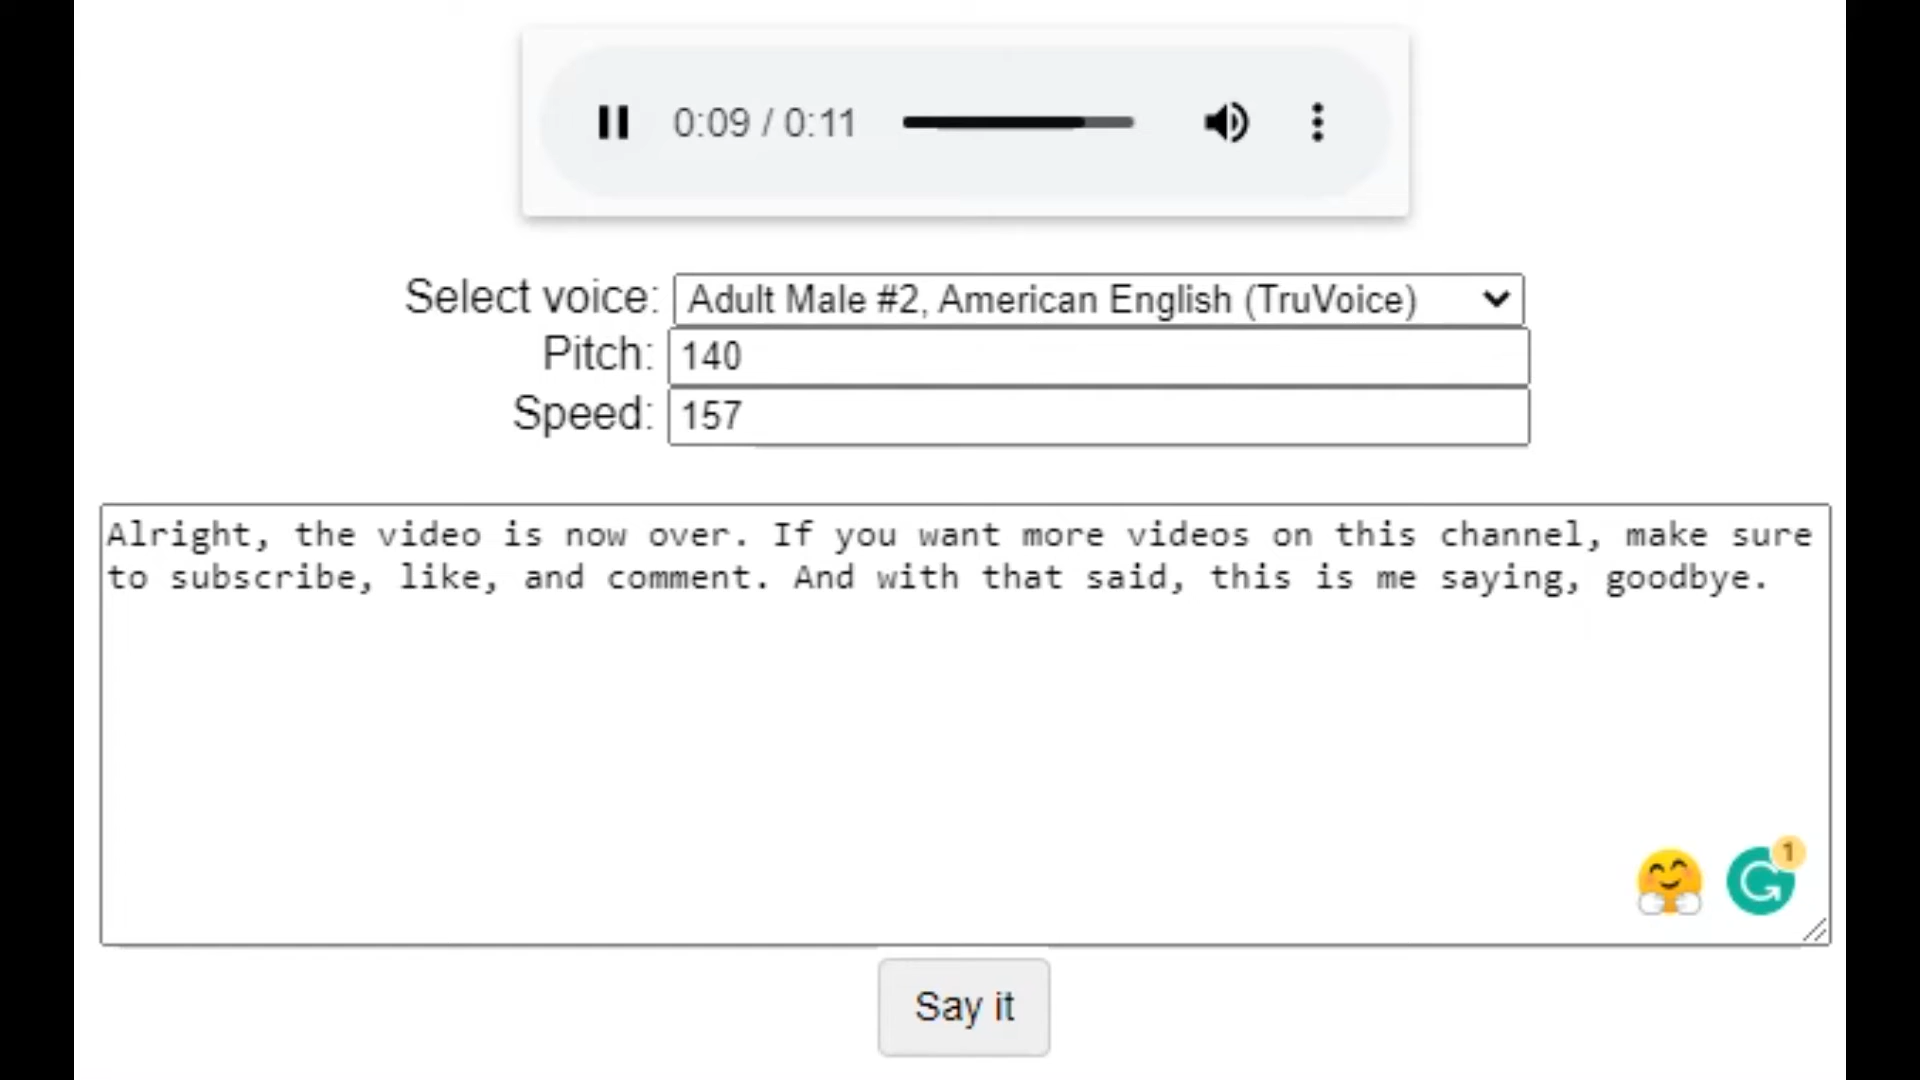 0:09 / 0:11
Select voice: Adult Male #2, American English (TruVoice)
Pitch: 140
Speed: 157
Alright, the video is now over. If you want more videos on this channel, make sure
to subscribe, like, and comment. And with that said, this is me saying, goodbye.
1
Say it